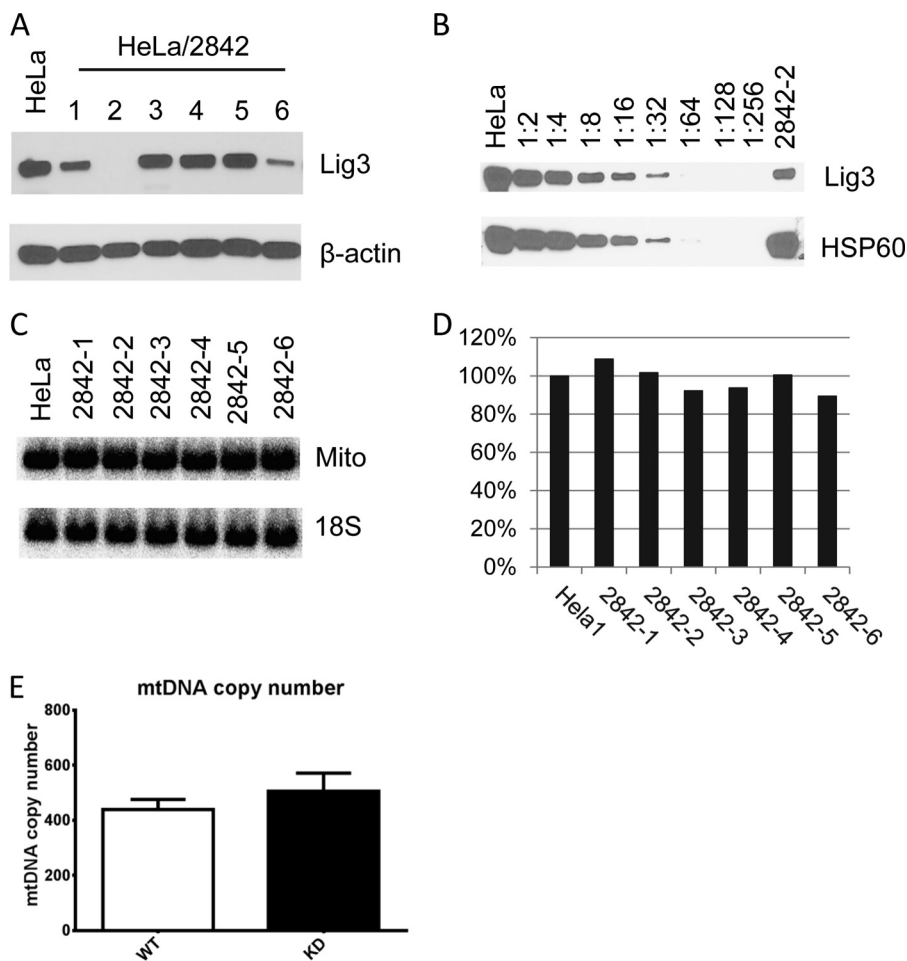 A
HeLa/2842
HeLa
1 2 3 4 5 6
Lig3
β-actin
B
HeLa
1:2
1:4
1:8
1:16
1:32
1:64
1:128
1:256
2842-2
Lig3
HSP60
C
HeLa
2842-1
2842-2
2842-3
2842-4
2842-5
2842-6
Mito
18S
D
120%
100%
80%
60%
40%
20%
0%
Hela1
2842-1
2842-2
2842-3
2842-4
2842-5
2842-6
E
mtDNA copy number
mtDNA copy number
800
600
400
200
0
WT
KD